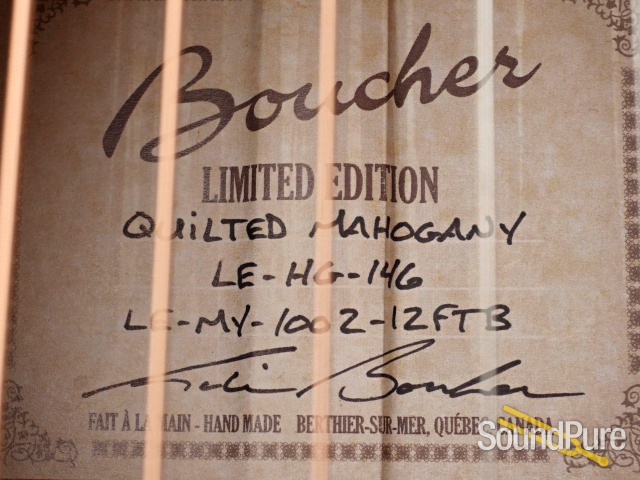 Boucher
LIMITED EDITION
QUILTED MAHOGANY
LE-HG-146
LE-MY-1002-12FTB
Boucher
FAIT À LA MAIN - HAND MADE BERTHIER-SUR-MER, QUÉBEC, CANADA
SoundPure